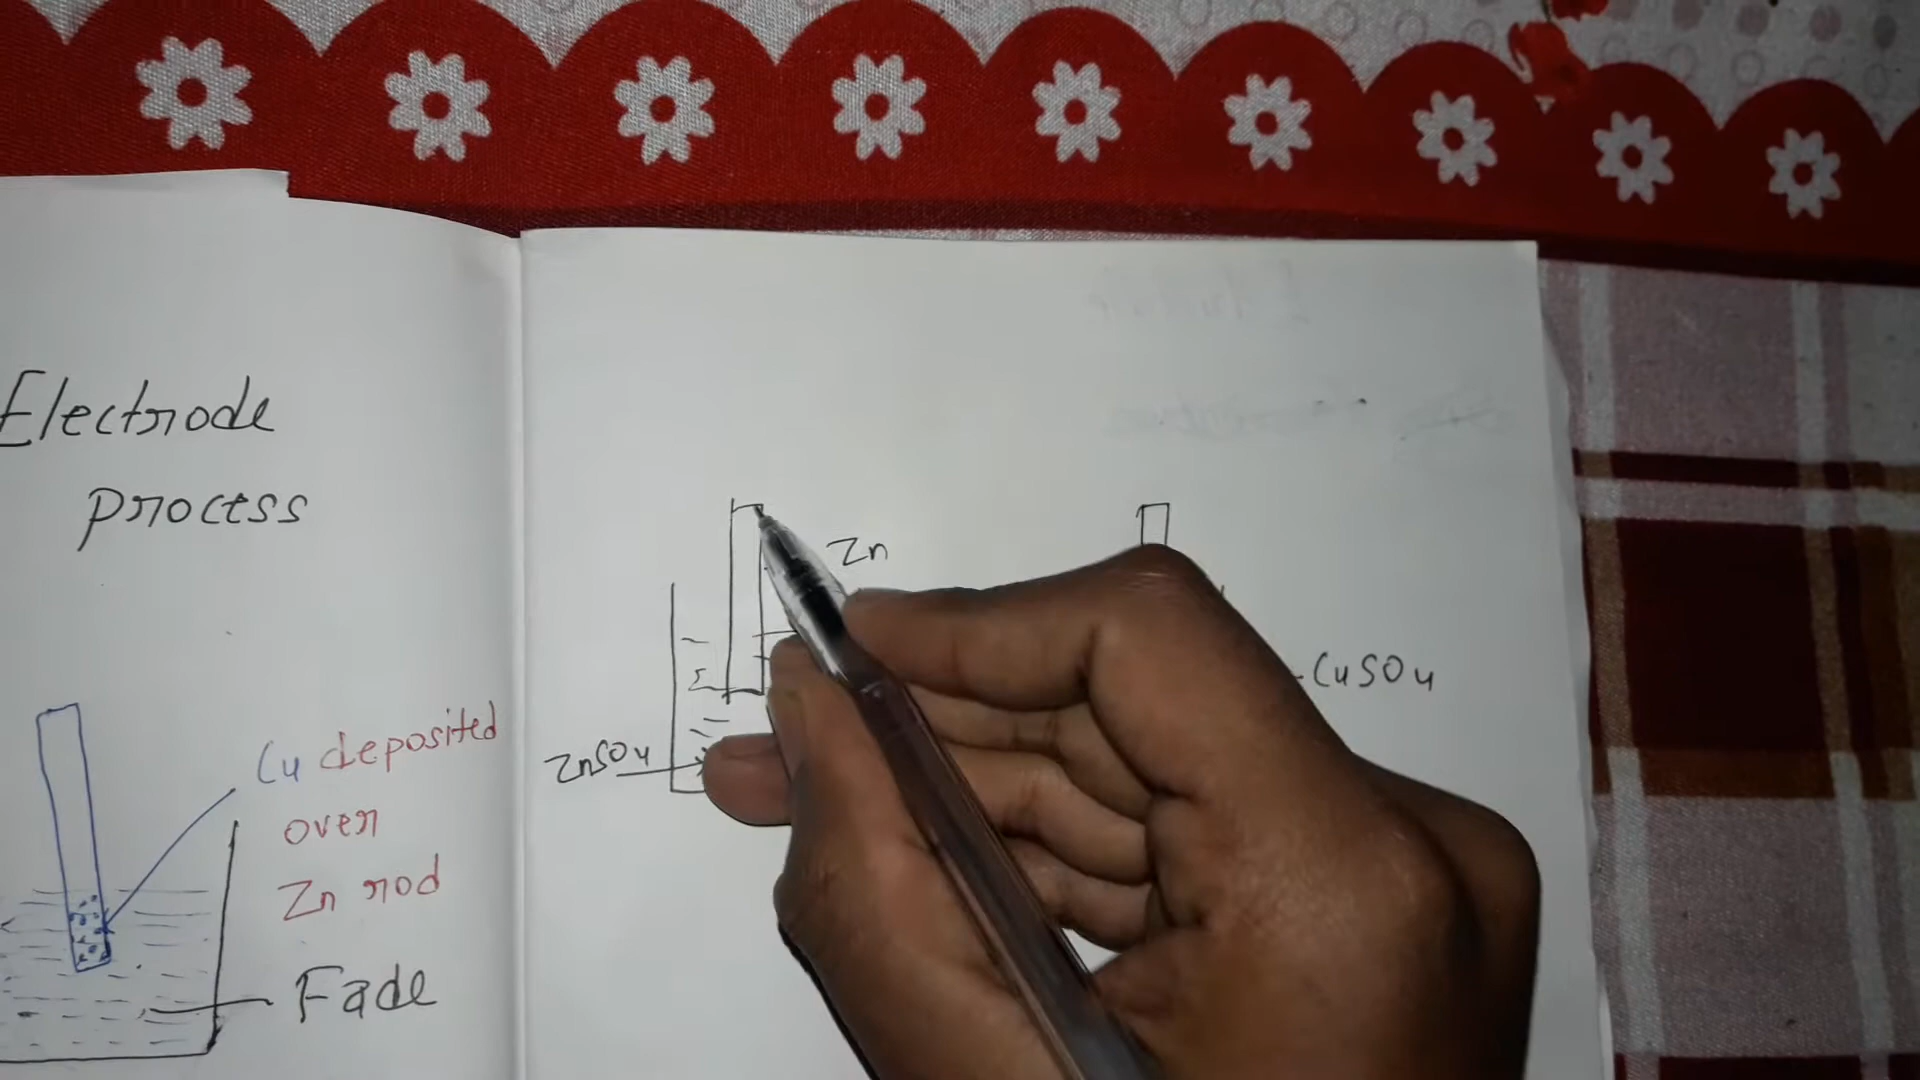 Electrode
process
Cu deposited
over
Zn rod
Fade
Zn
CuSO4
ZnSO4